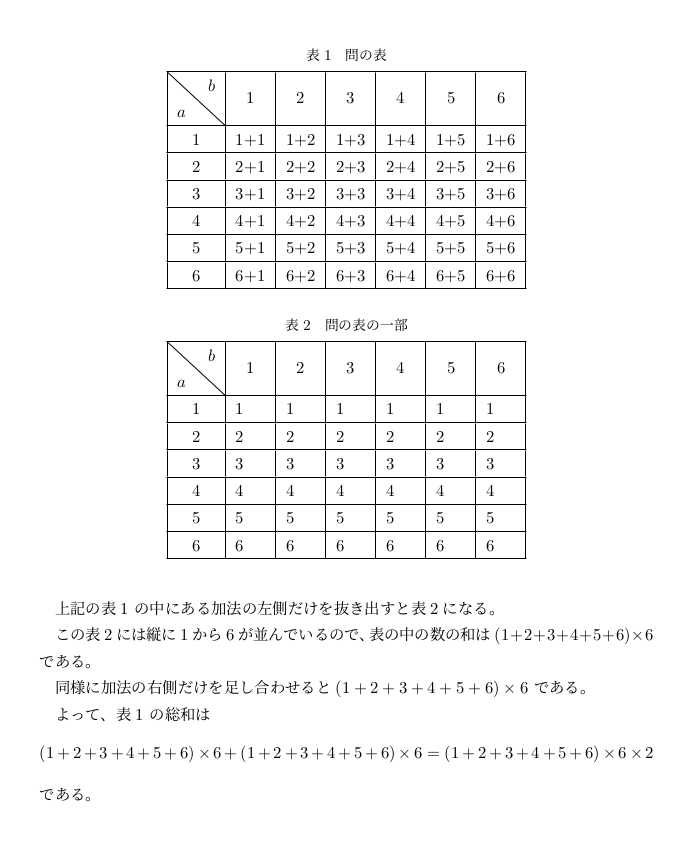 表 1　問の表
b
a
1 2 3 4 5 6
1 1+1 1+2 1+3 1+4 1+5 1+6
2 2+1 2+2 2+3 2+4 2+5 2+6
3 3+1 3+2 3+3 3+4 3+5 3+6
4 4+1 4+2 4+3 4+4 4+5 4+6
5 5+1 5+2 5+3 5+4 5+5 5+6
6 6+1 6+2 6+3 6+4 6+5 6+6
表 2　問の表の一部
b
a
1 2 3 4 5 6
1 1 1 1 1 1 1
2 2 2 2 2 2 2
3 3 3 3 3 3 3
4 4 4 4 4 4 4
5 5 5 5 5 5 5
6 6 6 6 6 6 6
上記の表 1 の中にある加法の左側だけを抜き出すと表 2 になる。
この表 2 には縦に 1 から 6 が並んでいるので、表の中の数の和は (1+2+3+4+5+6)×6
である。
同様に加法の右側だけを足し合わせると (1 + 2 + 3 + 4 + 5 + 6) × 6 である。
よって、表 1 の総和は
(1 + 2 + 3 + 4 + 5 + 6) × 6 + (1 + 2 + 3 + 4 + 5 + 6) × 6 = (1 + 2 + 3 + 4 + 5 + 6) × 6 × 2
である。